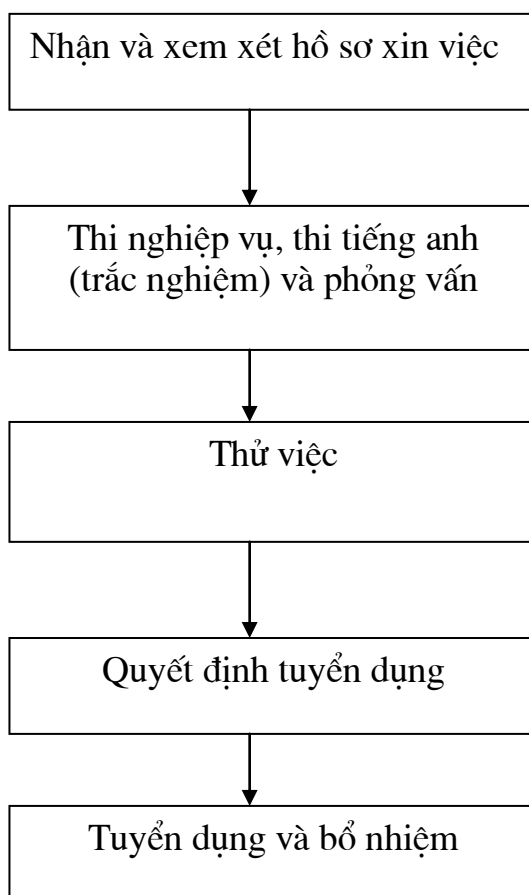 Nhận và xem xét hồ sơ xin việc
Thi nghiệp vụ, thi tiếng anh
(trắc nghiệm) và phỏng vấn
Thử việc
Quyết định tuyển dụng
Tuyển dụng và bổ nhiệm